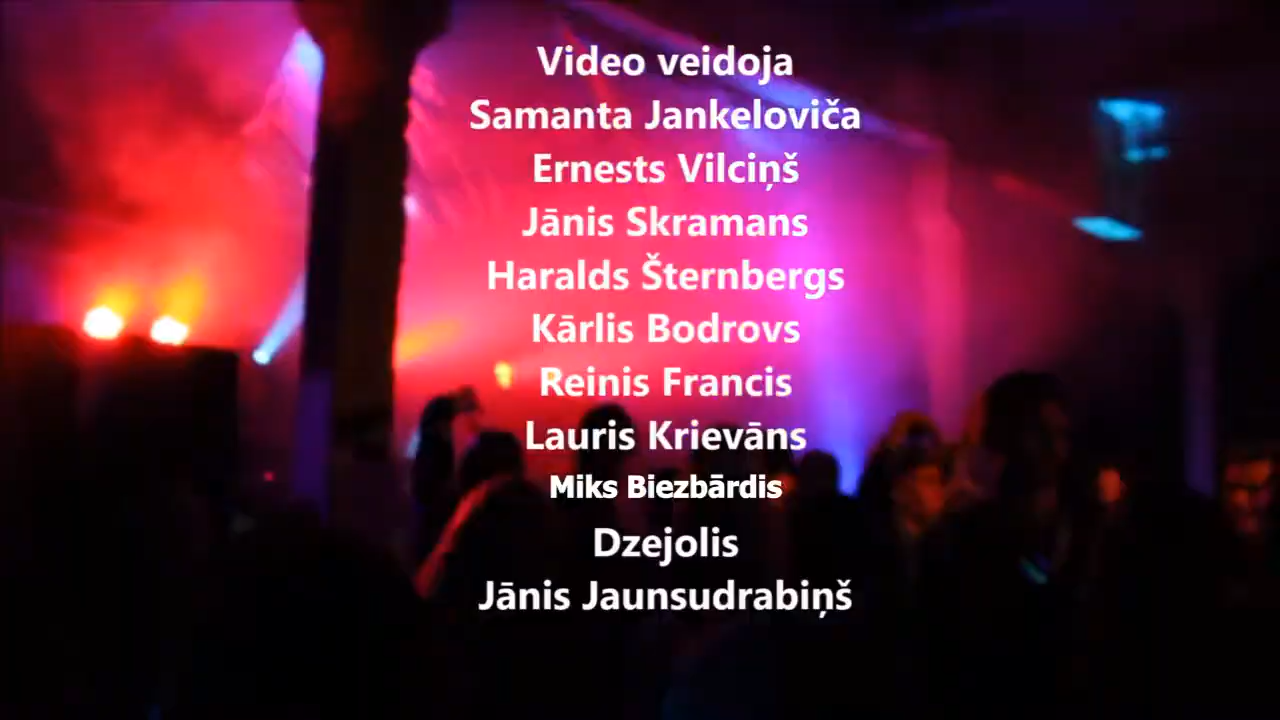 Video veidoja
Samanta Jankeloviča
Ernests Vilciņš
Jānis Skramans
Haralds Šternbergs
Kārlis Bodrovs
Reinis Francis
Lauris Krievāns
Miks Biezbārdis
Dzejolis
Jānis Jaunsudrabiņš